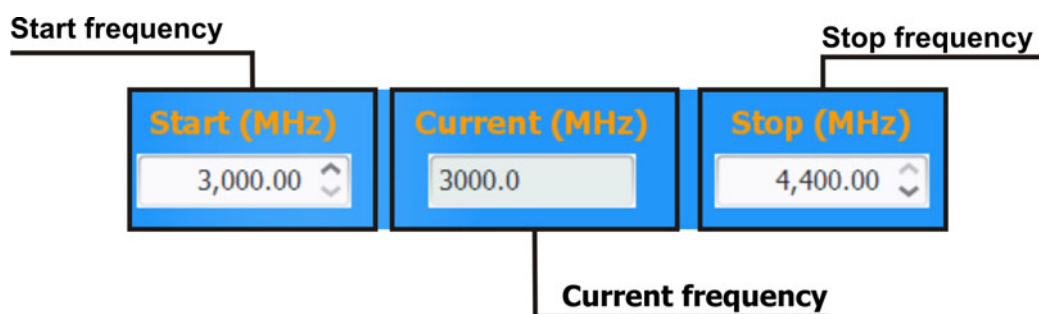 Start frequency
Stop frequency
Start (MHz)
Current (MHz)
Stop (MHz)
3,000.00
3000.0
4,400.00
Current frequency